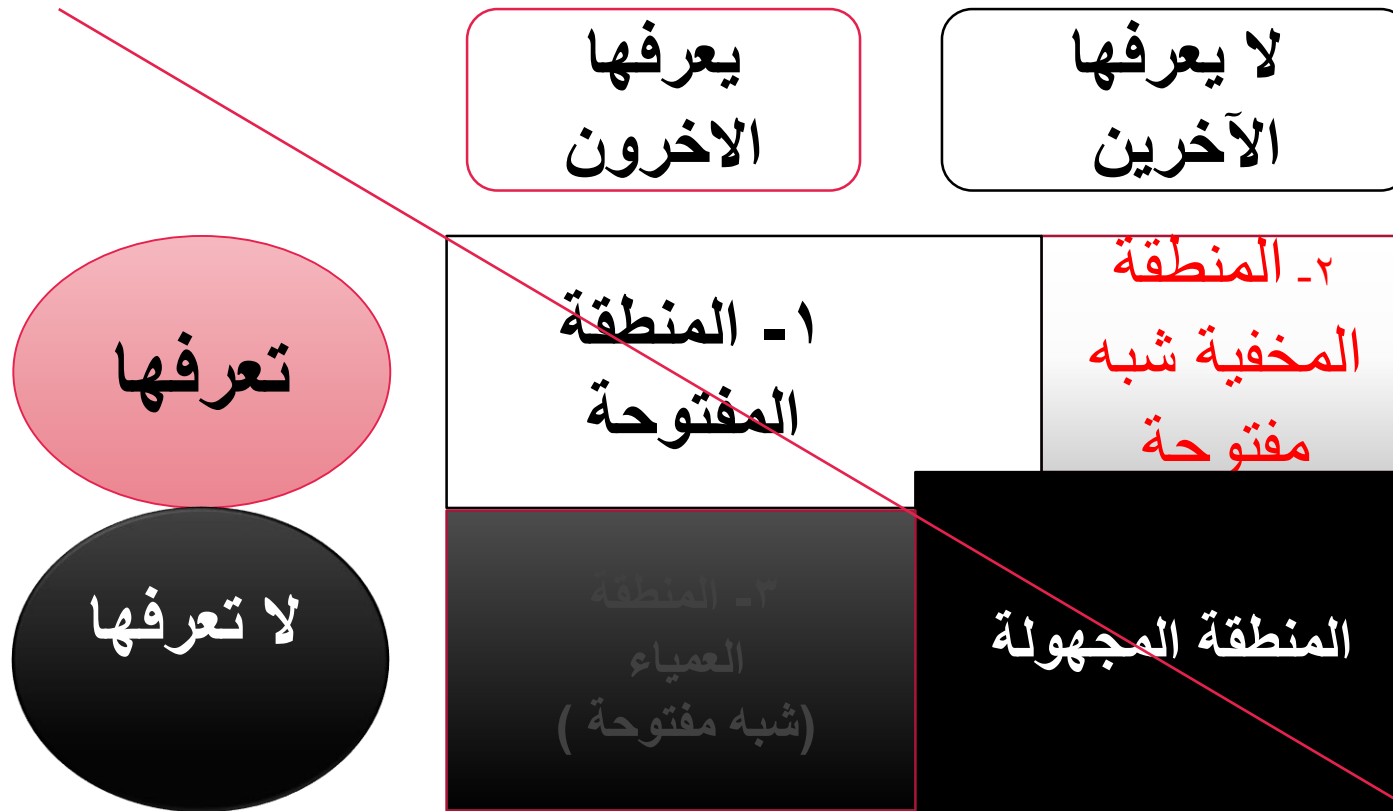 لا يعرفها
الآخرين
يعرفها
الاخرون
تعرفها
١- المنطقة
المفتوحة
٢- المنطقة
المخفية شبه
مفتوحة
لا تعرفها
٣- المنطقة
العمياء
(شبه مفتوحة )
المنطقة المجهولة